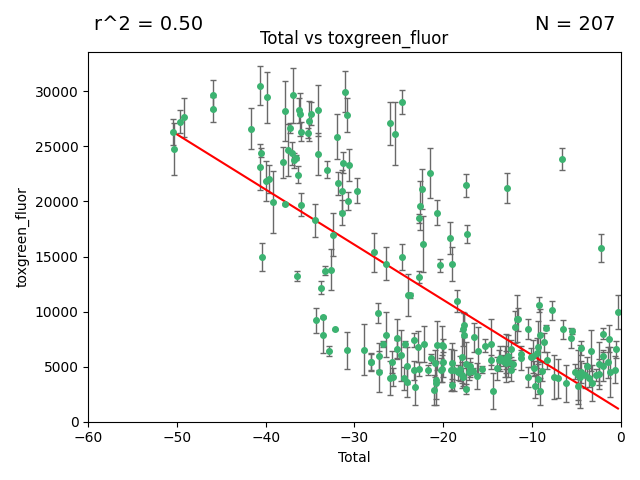 r^2 = 0.50
N = 207
Total vs toxgreen_fluor
30000
25000
20000
15000
10000
5000
0
toxgreen_fluor
−60
−50
−40
−30
−20
−10
0
Total